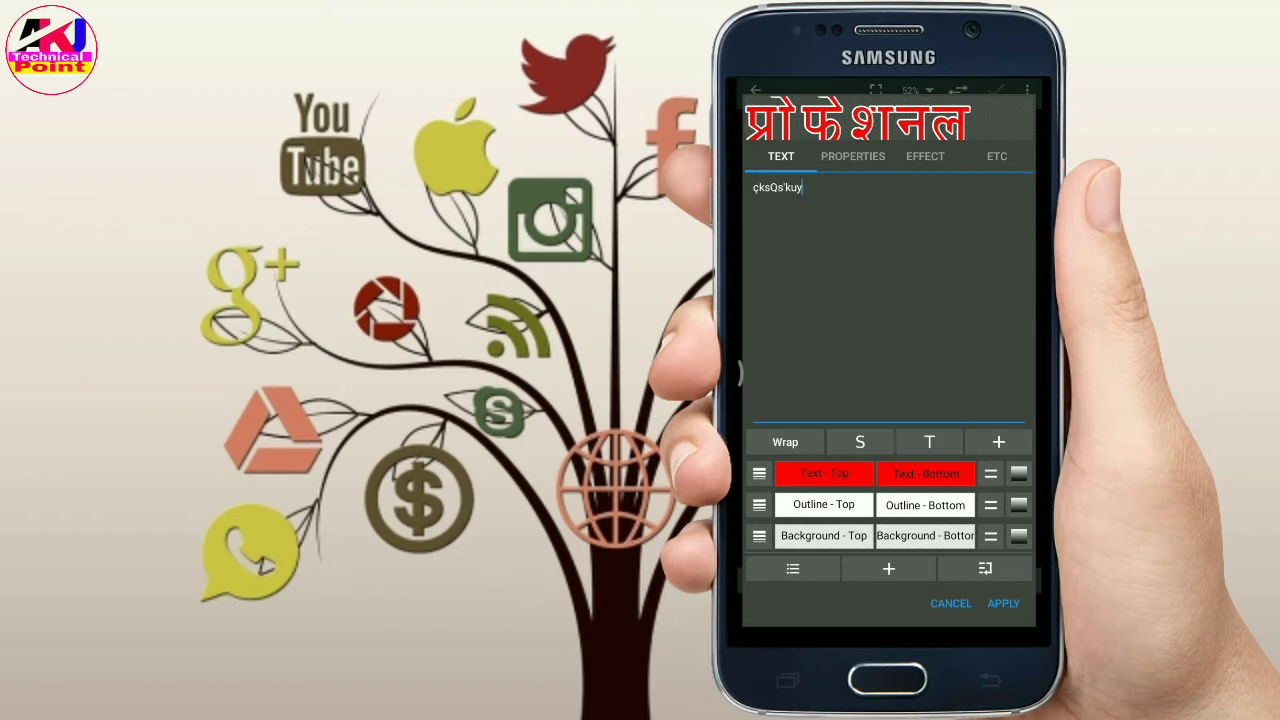 AKJ
Technical
Point
You
Tube
g+
f
S
$
SAMSUNG
52%
प्रोफेशनल
TEXT PROPERTIES EFFECT ETC
çksQs'kuy
Wrap S T +
Text - Top Text - Bottom =
Outline - Top Outline - Bottom =
Background - Top Background - Bottor =
+
CANCEL APPLY